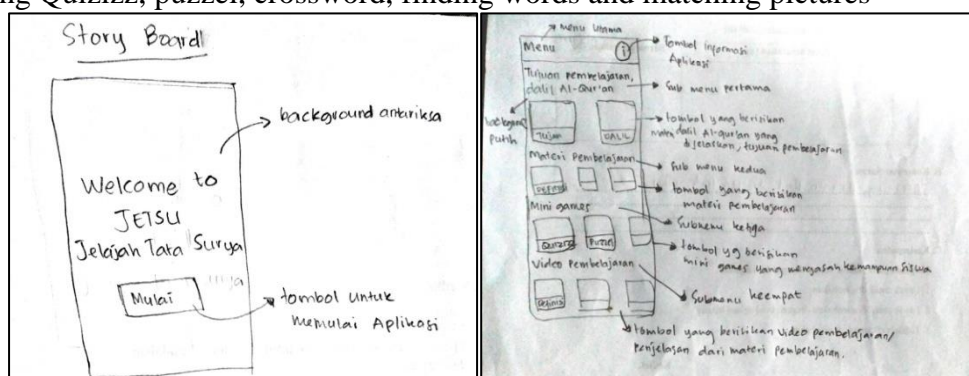 ng Quizizz, puzzel, crossword, finding words and matching pictures
Story Board
background antariksa
Welcome to
JETSU
Jelajah Tata Surya
Mulai
tombol untuk
memulai Aplikasi
Menu Utama
Menu
i
Tombol informasi
Aplikasi
Tujuan pembelajaran,
dalil Al-Qur'an
Sub menu pertama
background
putih
Tujuan
DALIL
tombol yang berisikan
materi dalil Al-qur'an yang
dijelaskan, tujuan pembelajaran
Materi Pembelajaran
Sub menu kedua
tombol yang berisikan
materi pembelajaran
Mini games
Submenu ketiga
tombol yg berisikan
mini games yang mengasah kemampuan siswa
Video Pembelajaran
Submenu keempat
tombol yang berisikan video pembelajaran/
penjelasan dari materi pembelajaran.